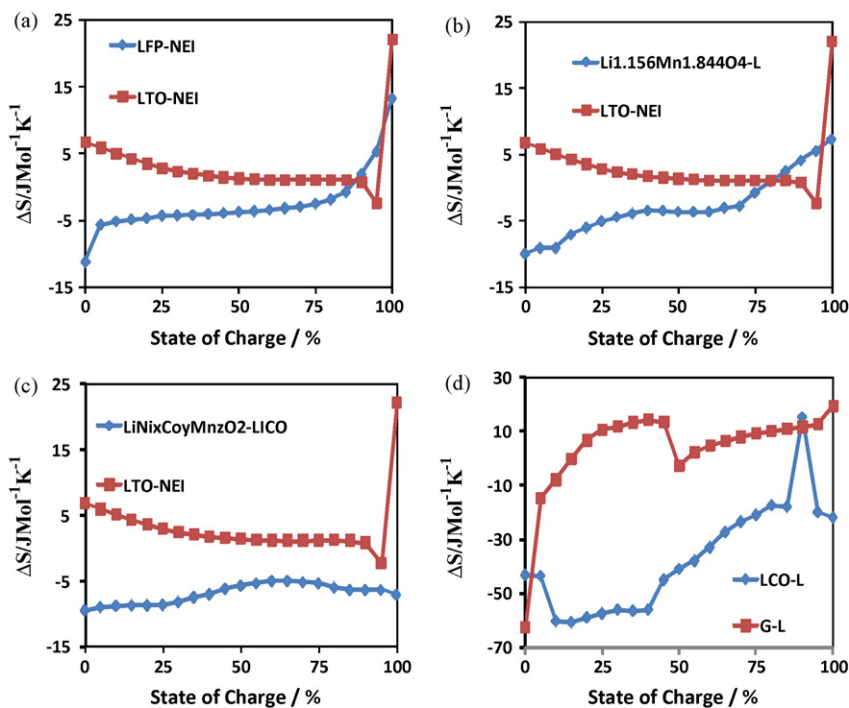 (a)
ΔS/JMol⁻¹K⁻¹
25
15
5
-5
-15
LFP-NEI
LTO-NEI
0 25 50 75 100
State of Charge / %
(b)
ΔS/JMol⁻¹K⁻¹
25
15
5
-5
-15
Li1.156Mn1.844O4-L
LTO-NEI
0 25 50 75 100
State of Charge / %
(c)
ΔS/JMol⁻¹K⁻¹
25
15
5
-5
-15
LiNixCoyMnzO2-LICO
LTO-NEI
0 25 50 75 100
State of Charge / %
(d)
ΔS/JMol⁻¹K⁻¹
30
10
-10
-30
-50
-70
LCO-L
G-L
0 25 50 75 100
State of Charge / %